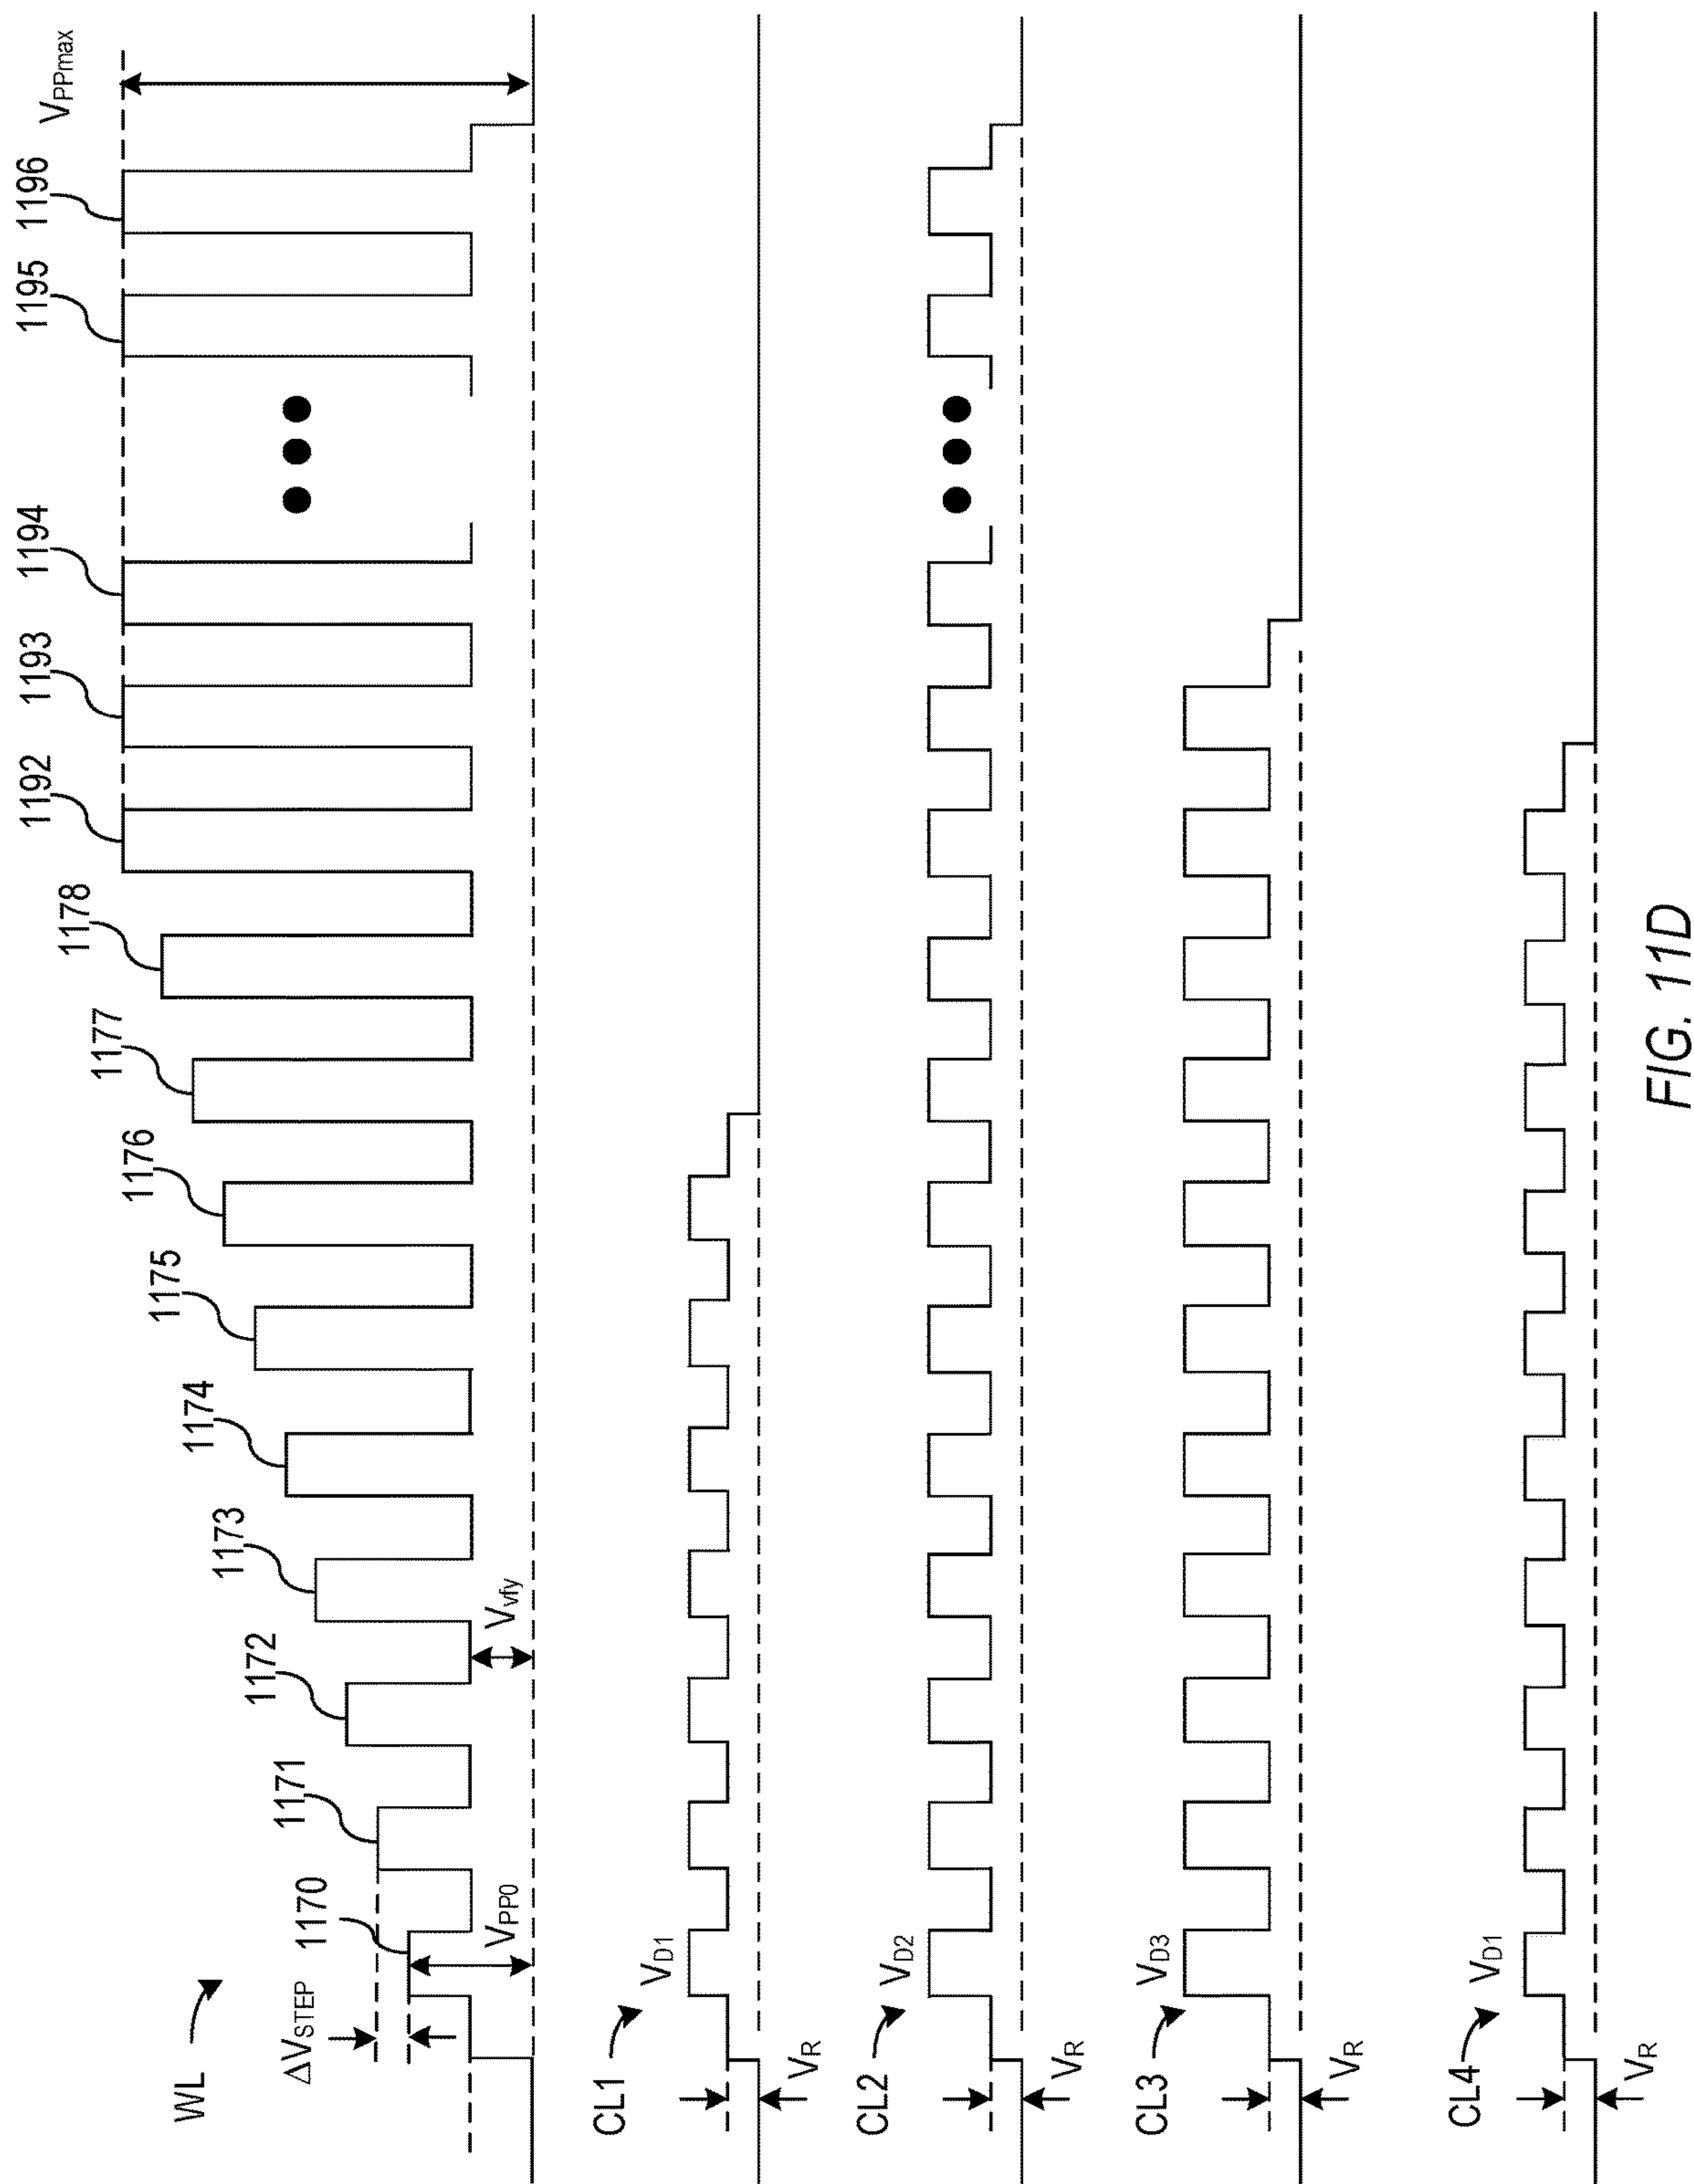 WL
ΔVSTEP
VPP0
1170
1171
1172
Vvfy
1173
1174
1175
1176
1177
1178
1192
1193
1194
1195
1196
VPPmax
CL1
VR
VD1
CL2
VR
VD2
CL3
VR
VD3
CL4
VR
VD1
FIG. 11D